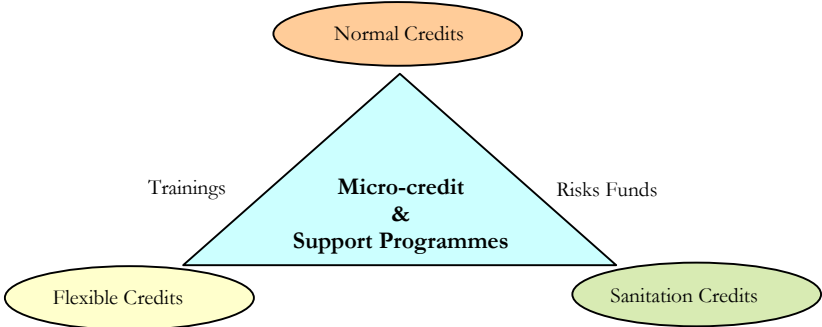 Normal Credits
Trainings
Risks Funds
Micro-credit
&
Support Programmes
Flexible Credits
Sanitation Credits